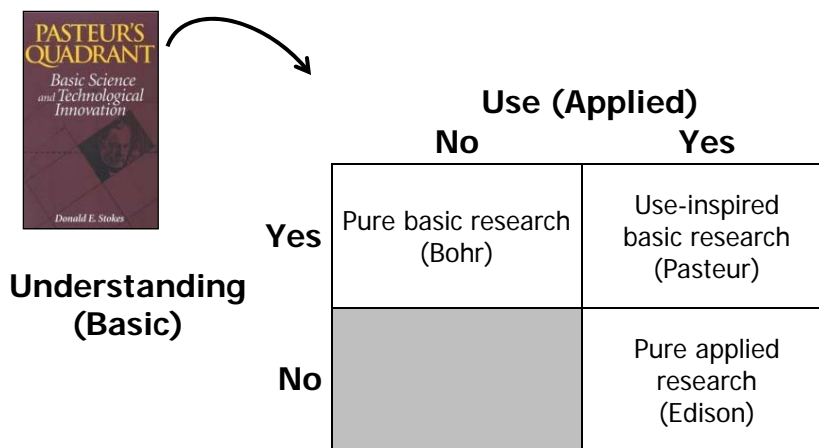 PASTEUR'S
QUADRANT
Basic Science
and Technological
Innovation
Donald E. Stokes
Use (Applied)
No
Yes
Understanding
(Basic)
Yes
Pure basic research
(Bohr)
Use-inspired
basic research
(Pasteur)
No
Pure applied
research
(Edison)